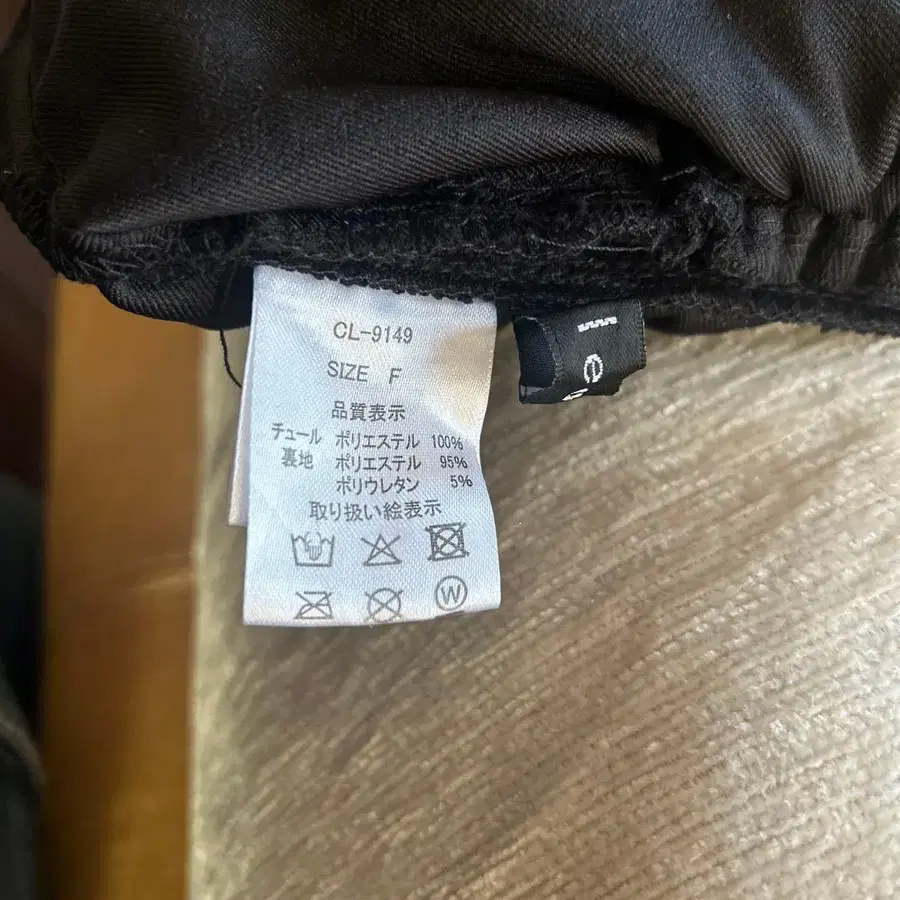 CL-9149
SIZE F
品質表示
チュール ポリエステル 100%
裏地 ポリエステル 95%
ポリウレタン 5%
取り扱い絵表示
W